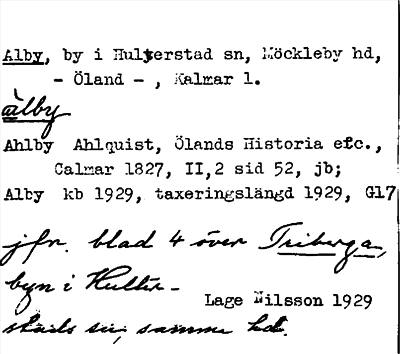 Alby, by i Hulterstad sn, Möckleby hd,
- Öland - , Kalmar l.
àlby
Ahlby Ahlquist, Ölands Historia efc.,
Calmar 1827, II,2 sid 52, jb;
Alby kb 1929, taxeringslängd 1929, G17
jfr. blad 4 över Triberga,
byn i Hulter-
Lage Nilsson 1929
stads sn, samma hd.